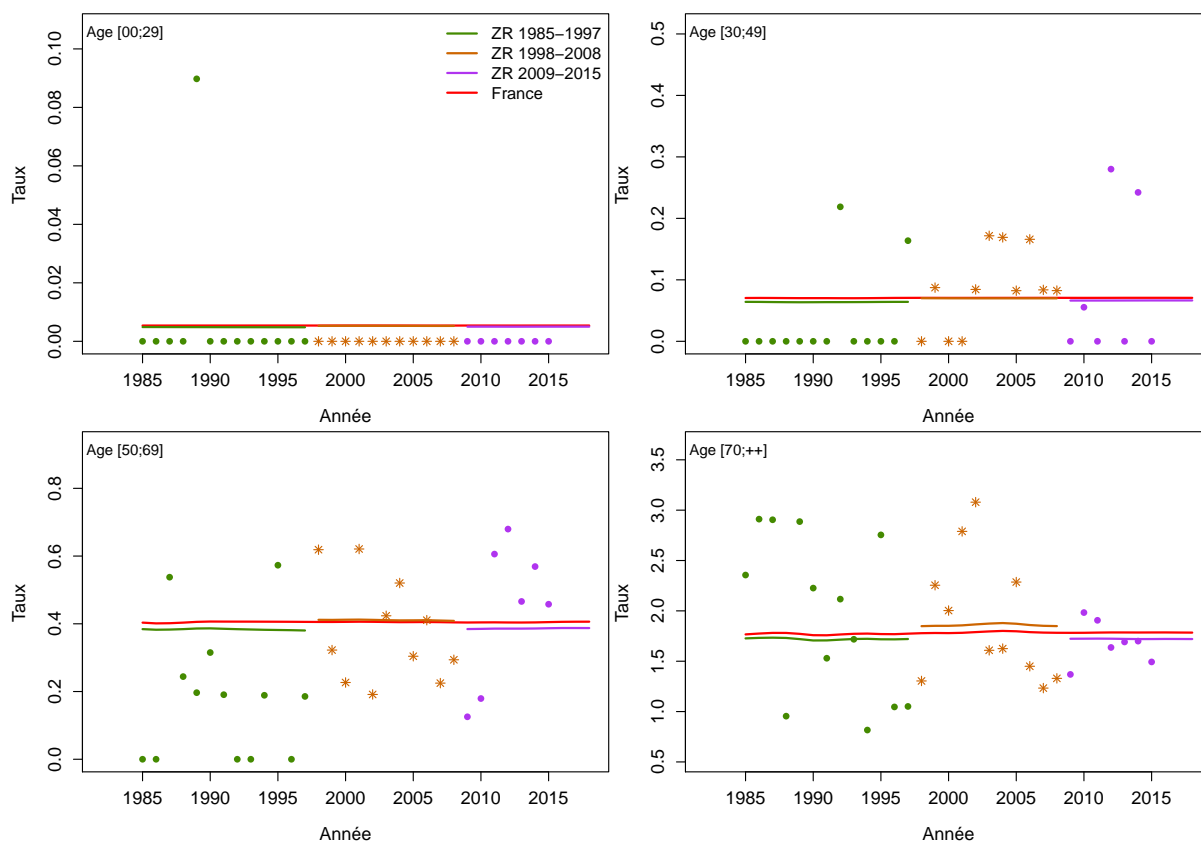 Age [00;29]
ZR 1985−1997
ZR 1998−2008
ZR 2009−2015
France
0.10
0.08
0.06
0.04
0.02
0.00
Taux
1985 1990 1995 2000 2005 2010 2015
Année
Age [30;49]
0.5
0.4
0.3
0.2
0.1
0.0
Taux
1985 1990 1995 2000 2005 2010 2015
Année
Age [50;69]
0.8
0.6
0.4
0.2
0.0
Taux
1985 1990 1995 2000 2005 2010 2015
Année
Age [70;++]
3.5
3.0
2.5
2.0
1.5
1.0
0.5
Taux
1985 1990 1995 2000 2005 2010 2015
Année